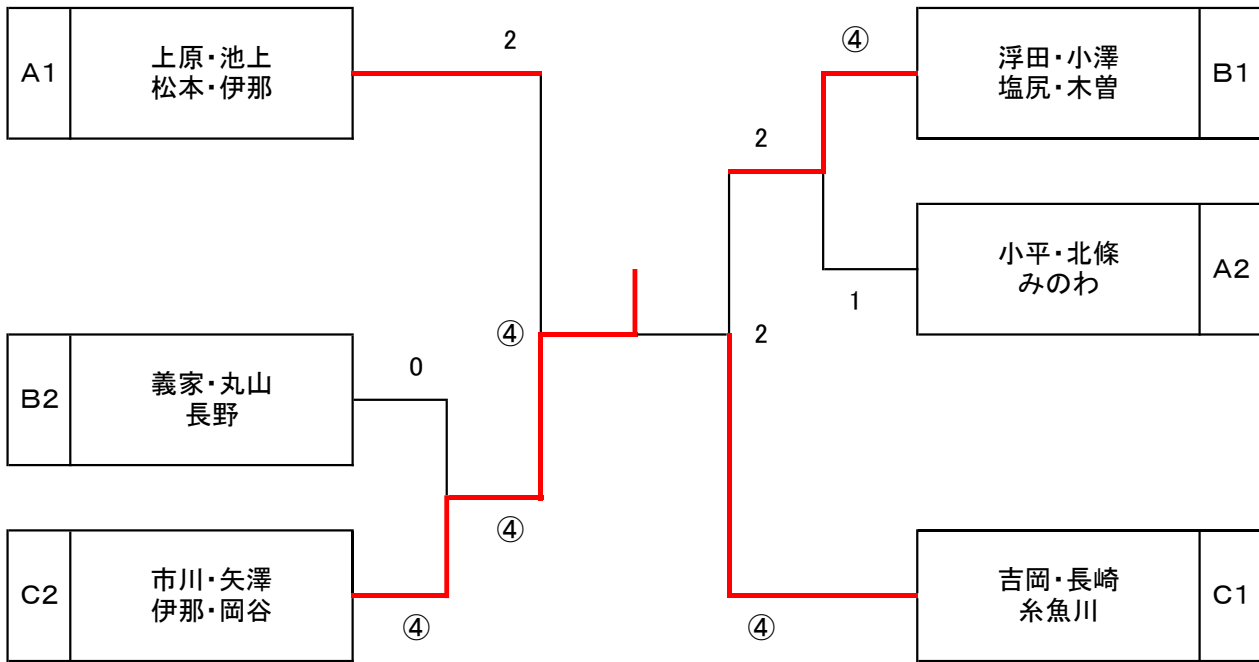 A1
上原・池上
松本・伊那
2
④
浮田・小澤
塩尻・木曽
B1
2
小平・北條
みのわ
A2
1
④
2
B2
義家・丸山
長野
0
④
C2
市川・矢澤
伊那・岡谷
④
④
吉岡・長崎
糸魚川
C1